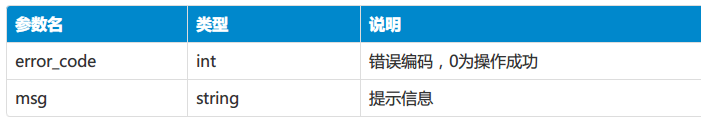 参数名 类型 说明
error_code int 错误编码，0为操作成功
msg string 提示信息